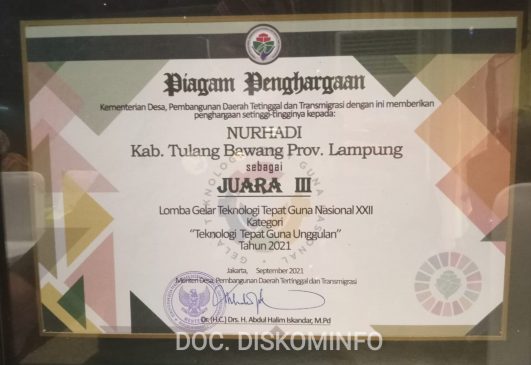 Piagam Penghargaan
Kementerian Desa, Pembangunan Daerah Tetinggal dan Transmigrasi dengan ini memberikan
penghargaan setinggi-tingginya kepada:
NURHADI
Kab. Tulang Bawang Prov. Lampung
sebagai
JUARA III
Lomba Gelar Teknologi Tepat Guna Nasional XXII
Kategori
"Teknologi Tepat Guna Unggulan"
Tahun 2021
Jakarta, September 2021
Menteri Desa, Pembangunan Daerah Tertinggal dan Transmigrasi
Dr. (H.C.) Drs. H. Abdul Halim Iskandar, M.Pd
DOC. DISKOMINFO